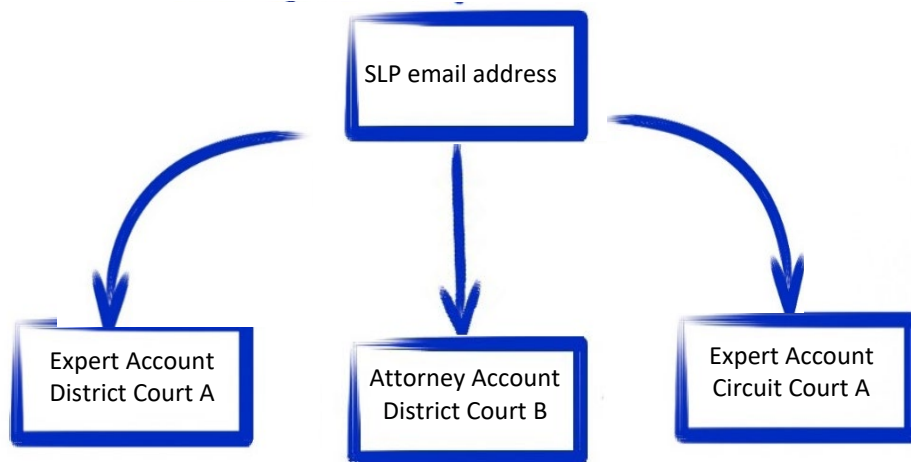 SLP email address
Expert Account
District Court A
Attorney Account
District Court B
Expert Account
Circuit Court A